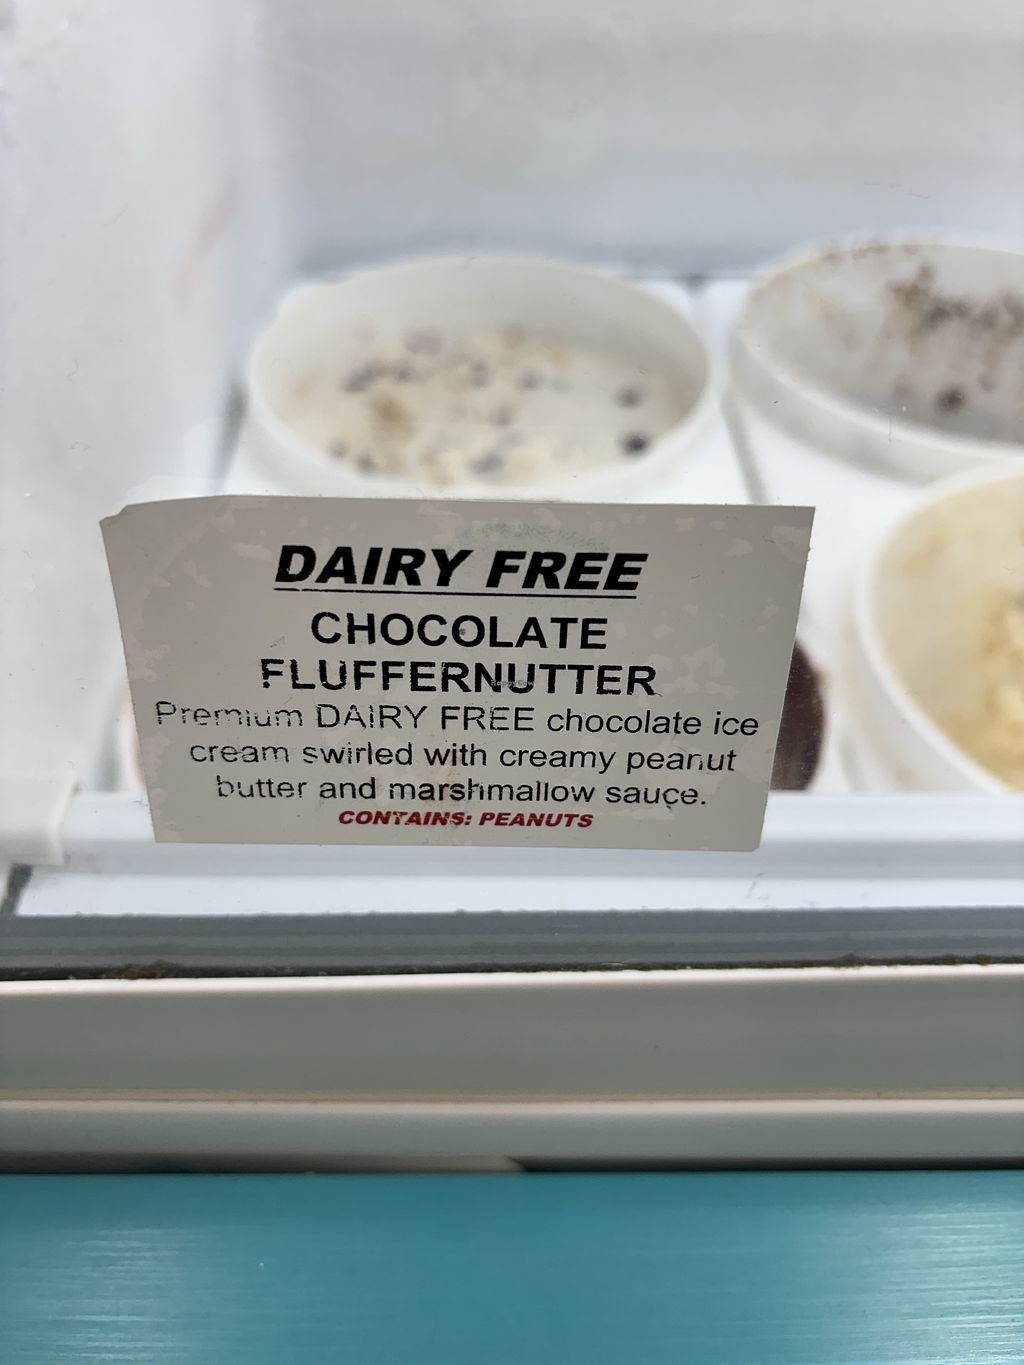 DAIRY FREE
CHOCOLATE
FLUFFERNUTTER
Premium DAIRY FREE chocolate ice
cream swirled with creamy peanut
butter and marshmallow sauce.
CONTAINS: PEANUTS